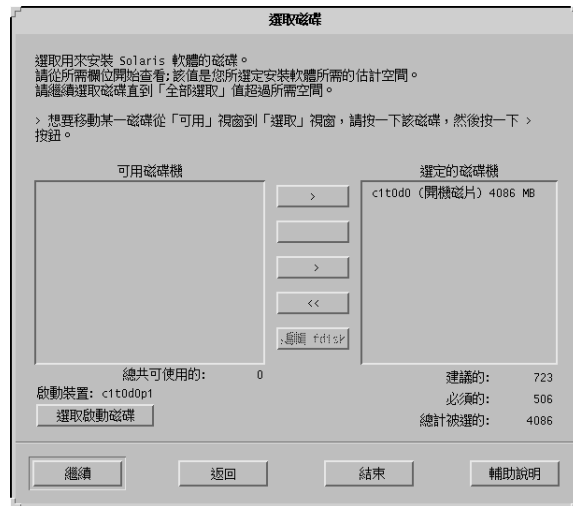 選取磁碟
選取用來安裝 Solaris 軟體的磁碟。
請從所需欄位開始查看;該值是您所選定安裝軟體所需的估計空間。
請繼續選取磁碟直到「全部選取」值超過所需空間。
> 想要移動某一磁碟從「可用」視窗到「選取」視窗，請按一下該磁碟，然後按一下 >
按鈕。
可用磁碟機
選定的磁碟機
>
c1t0d0 (開機磁片) 4086 MB
>
<<
編輯 fdisk
總共可使用的: 0
啟動裝置: c1t0d0p1
選取啟動磁碟
建議的: 723
必須的: 506
總計被選的: 4086
繼續
返回
結束
輔助說明